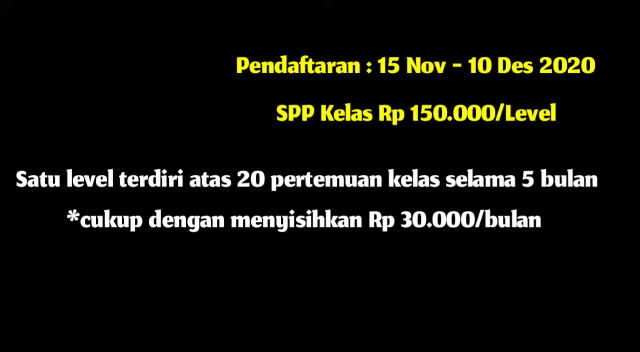 Pendaftaran : 15 Nov - 10 Des 2020
SPP Kelas Rp 150.000/Level
Satu level terdiri atas 20 pertemuan kelas selama 5 bulan
*cukup dengan menyisihkan Rp 30.000/bulan